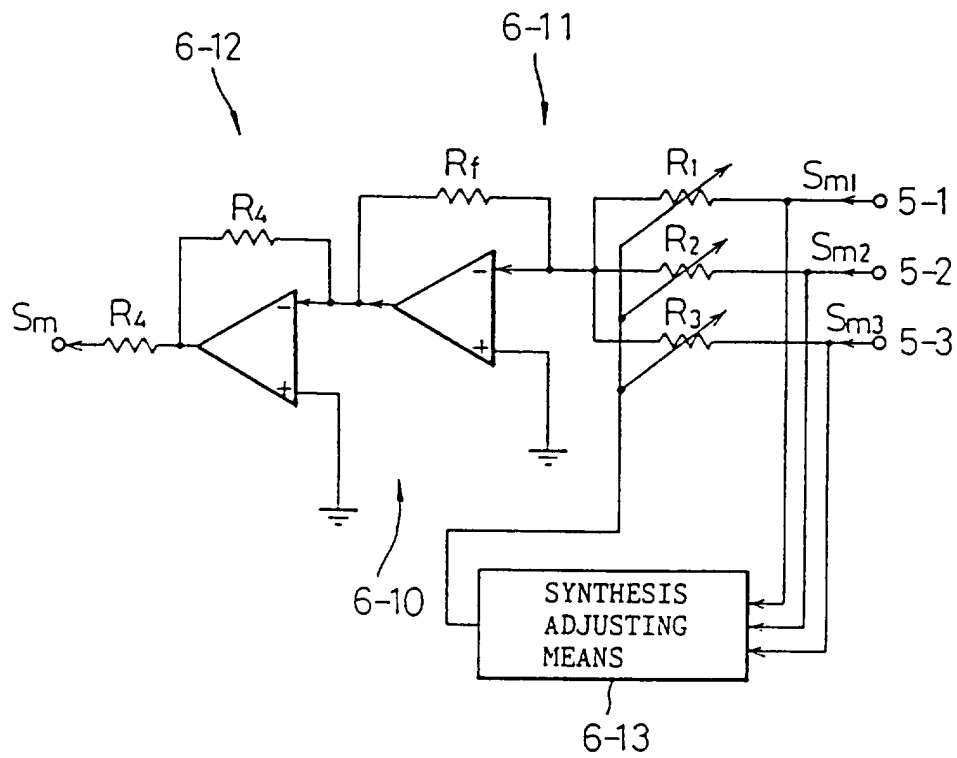 6-11
6-12
R1
Sm1
5-1
Rf
R4
R2
Sm2
5-2
-
R3
Sm3
5-3
-
Sm
R4
+
+
6-10
SYNTHESIS
ADJUSTING
MEANS
6-13